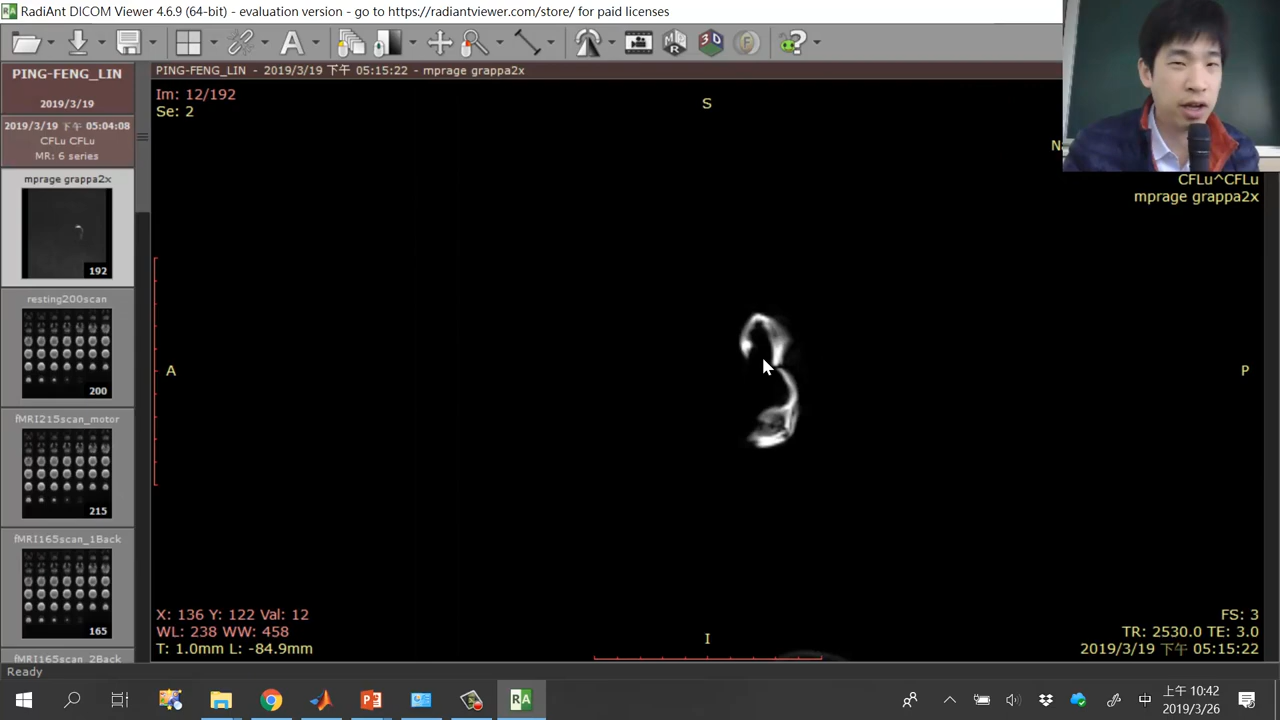 RadiAnt DICOM Viewer 4.6.9 (64-bit) - evaluation version - go to https://radiantviewer.com/store/ for paid licenses
A
PING-FENG_LIN
2019/3/19
2019/3/19 下午 05:04:08
CFLu CFLu
MR: 6 series
mprage grappa2x
192
resting200scan
200
fMRI215scan_motor
215
fMRI165scan_1Back
165
fMRI165scan_2Back
PING-FENG_LIN - 2019/3/19 下午 05:15:22 - mprage grappa2x
Im: 12/192
Se: 2
S
CFLu^CFLu
mprage grappa2x
A
P
X: 136 Y: 122 Val: 12
WL: 238 WW: 458
T: 1.0mm L: -84.9mm
I
FS: 3
TR: 2530.0 TE: 3.0
2019/3/19 下午 05:15:22
Ready
RA
中
上午 10:42
2019/3/26